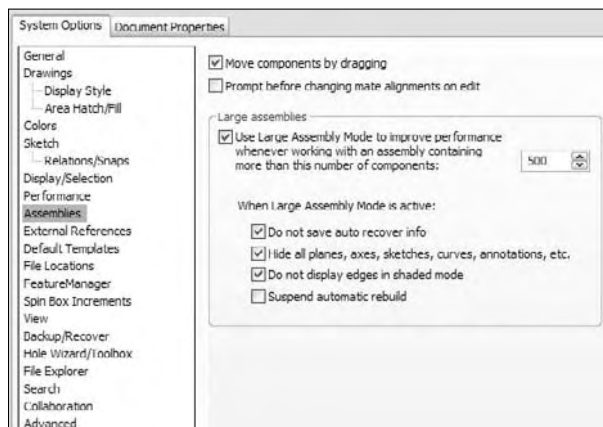 System Options Document Properties
General
Drawings
Display Style
Area Hatch/Fill
Colors
Sketch
Relations/Snaps
Display/Selection
Performance
Assemblies
External References
Default Templates
File Locations
FeatureManager
Spin Box Increments
View
Backup/Recover
Hole Wizard/Toolbox
File Explorer
Search
Collaboration
Advanced
Move components by dragging
Prompt before changing mate alignments on edit
Large assemblies
Use Large Assembly Mode to improve performance
whenever working with an assembly containing
more than this number of components:
500
When Large Assembly Mode is active:
Do not save auto recover info
Hide all planes, axes, sketches, curves, annotations, etc.
Do not display edges in shaded mode
Suspend automatic rebuild